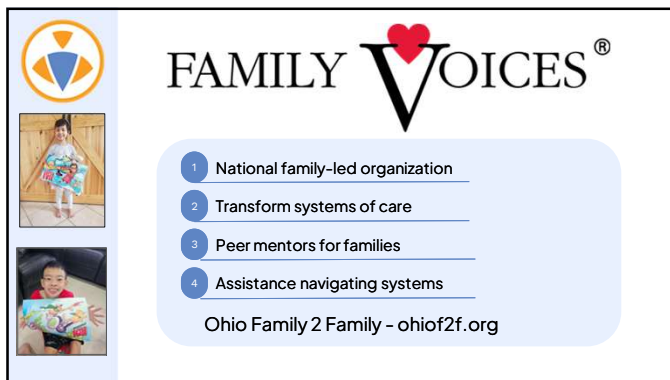 FAMILY VOICES®
1 National family-led organization
2 Transform systems of care
3 Peer mentors for families
4 Assistance navigating systems
Ohio Family 2 Family - ohiof2f.org